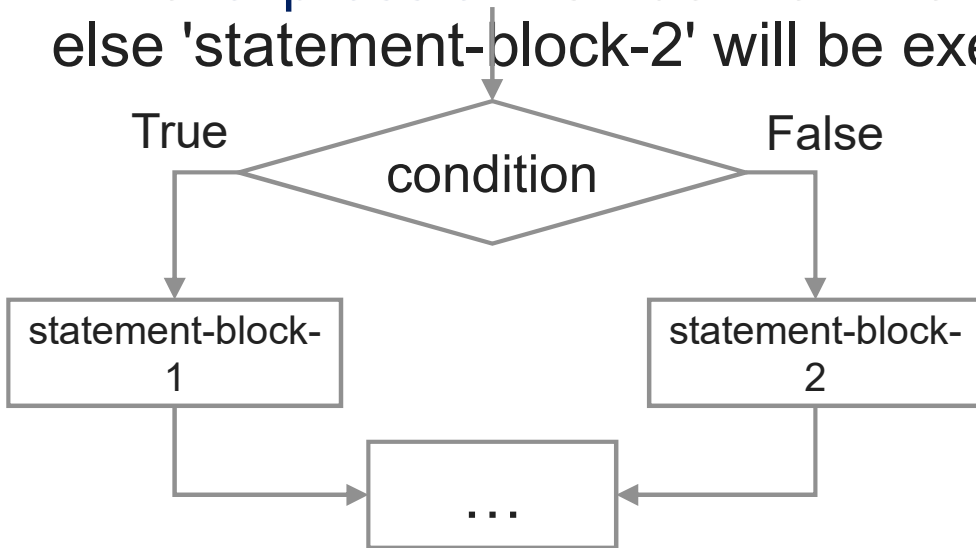 else 'statement-block-2' will be exe
True
False
condition
statement-block-
1
statement-block-
2
...